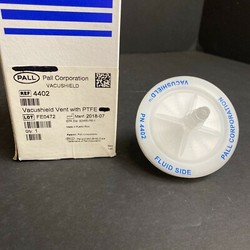 PALL
Pall Corporation
VACUSHIELD
REF 4402
Vacushield Vent with PTFE
LOT FE0472
2018-07
Qty. 1
VACUSHIELD™
PN 4402
FLUID SIDE
PALL CORPORATION